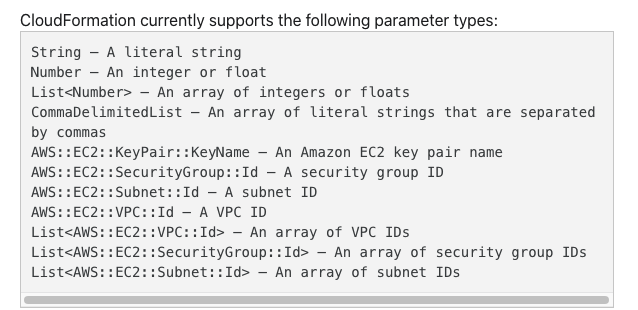 CloudFormation currently supports the following parameter types:
String – A literal string
Number – An integer or float
List<Number> – An array of integers or floats
CommaDelimitedList – An array of literal strings that are separated
by commas
AWS::EC2::KeyPair::KeyName – An Amazon EC2 key pair name
AWS::EC2::SecurityGroup::Id – A security group ID
AWS::EC2::Subnet::Id – A subnet ID
AWS::EC2::VPC::Id – A VPC ID
List<AWS::EC2::VPC::Id> – An array of VPC IDs
List<AWS::EC2::SecurityGroup::Id> – An array of security group IDs
List<AWS::EC2::Subnet::Id> – An array of subnet IDs